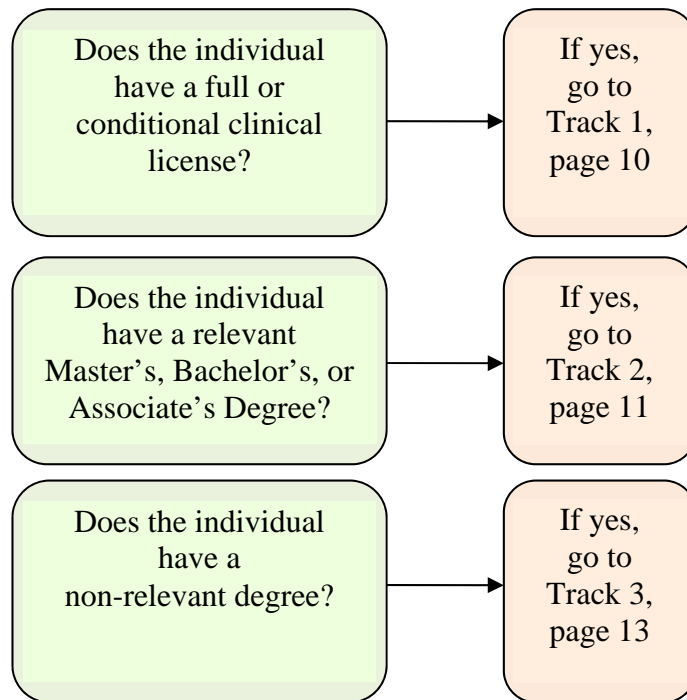 Does the individual
have a full or
conditional clinical
license?
If yes,
go to
Track 1,
page 10
Does the individual
have a relevant
Master’s, Bachelor’s, or
Associate’s Degree?
If yes,
go to
Track 2,
page 11
Does the individual
have a
non-relevant degree?
If yes,
go to
Track 3,
page 13